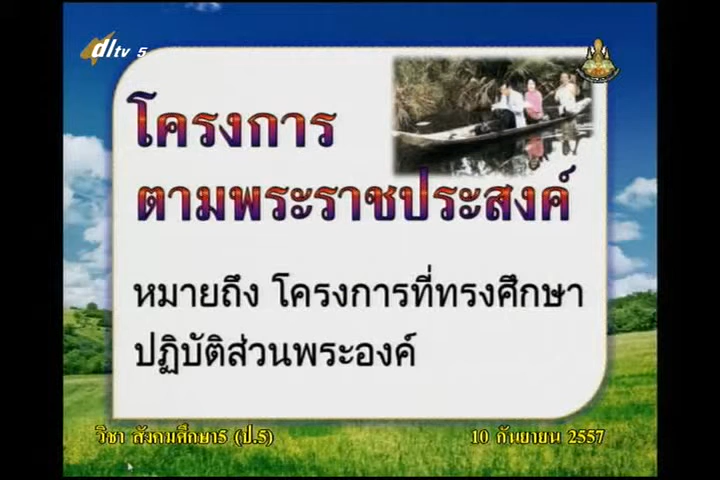 dltv 5
โครงการ
ตามพระราชประสงค์
หมายถึง โครงการที่ทรงศึกษา
ปฏิบัติส่วนพระองค์
วิชา สังคมศึกษา5 (ป.5)
10 กันยายน 2557